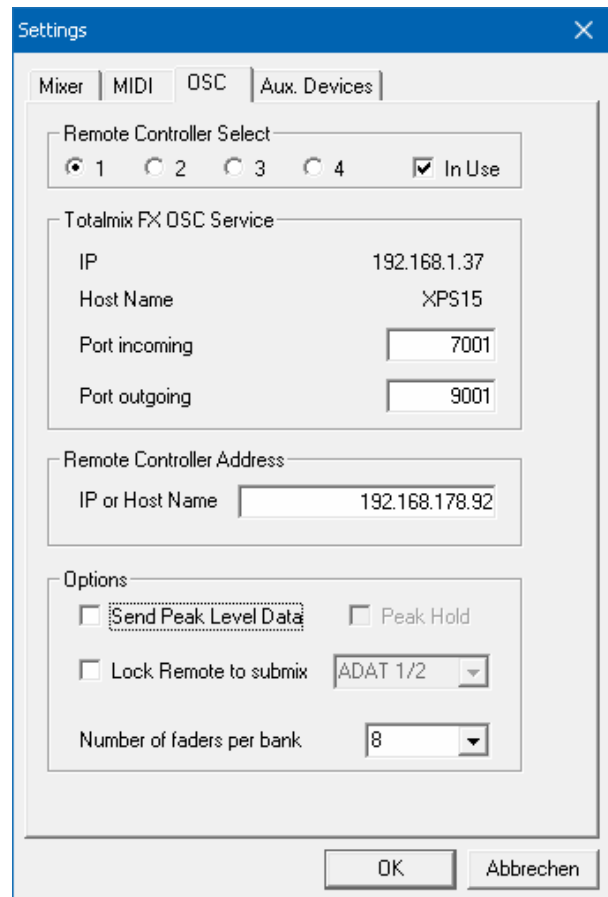 Settings
Mixer MIDI OSC Aux. Devices
Remote Controller Select
1 2 3 4 In Use
Totalmix FX OSC Service
IP 192.168.1.37
Host Name XPS15
Port incoming 7001
Port outgoing 9001
Remote Controller Address
IP or Host Name 192.168.178.92
Options
Send Peak Level Data Peak Hold
Lock Remote to submix ADAT 1/2
Number of faders per bank 8
OK Abbrechen